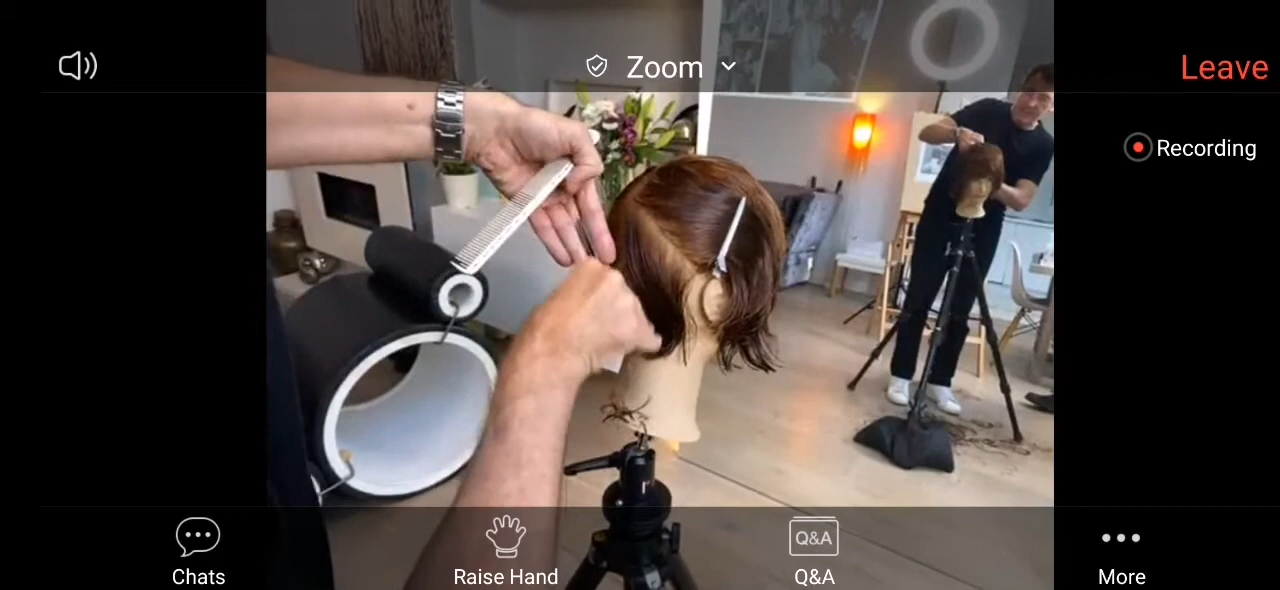 Zoom
Leave
Recording
Chats
Raise Hand
Q&A
Q&A
More